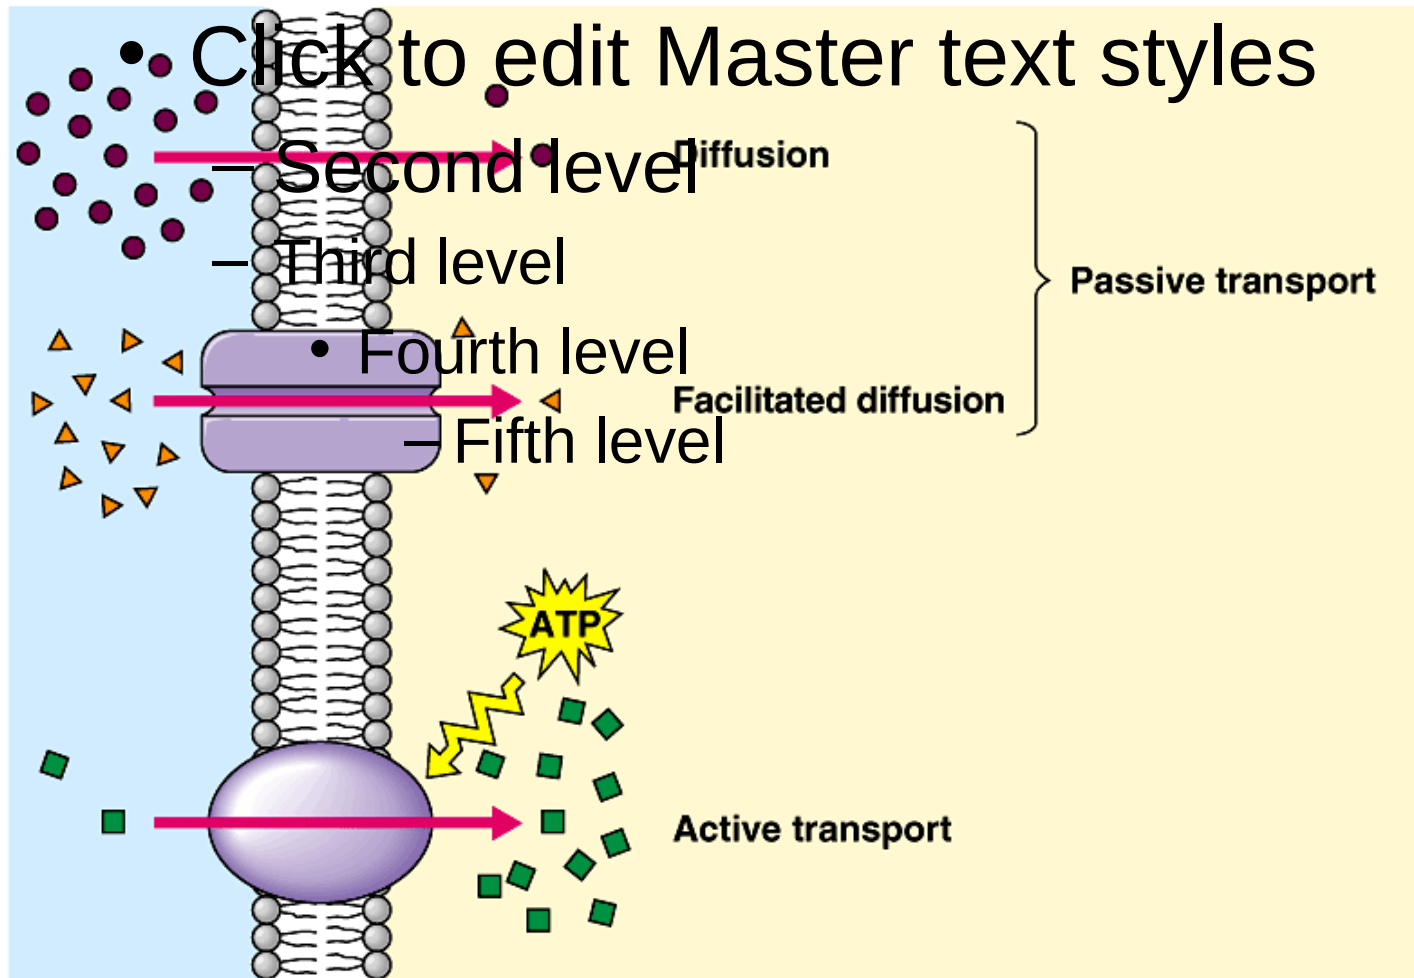 • Click to edit Master text styles
– Second level
Diffusion
– Third level
Passive transport
• Fourth level
Facilitated diffusion
– Fifth level
ATP
Active transport